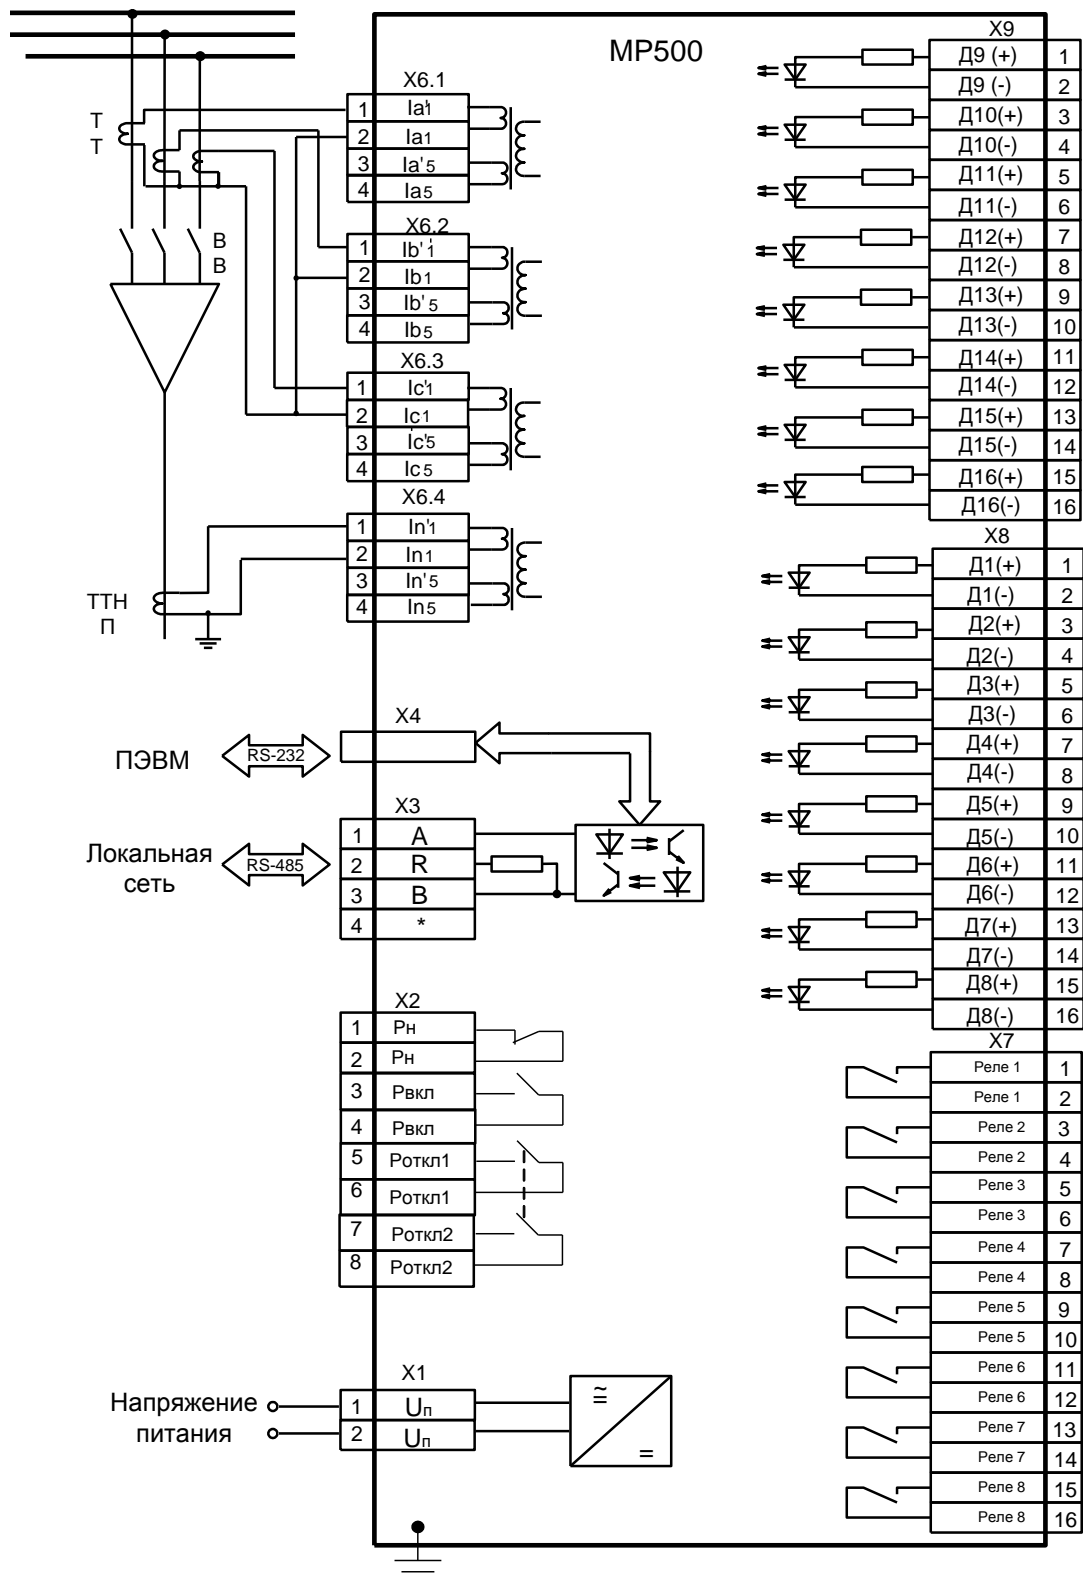 МР500
Т
Т
В
В
ТТН
П
X6.1
1 Ia'1
2 Ia1
3 Ia'5
4 Ia5
X6.2
1 Ib'1
2 Ib1
3 Ib'5
4 Ib5
X6.3
1 Ic'1
2 Ic1
3 Ic'5
4 Ic5
X6.4
1 In'1
2 In1
3 In'5
4 In5
ПЭВМ
RS-232
X4
Локальная
сеть
RS-485
X3
1 A
2 R
3 B
4 *
X2
1 Рн
2 Рн
3 Рвкл
4 Рвкл
5 Роткл1
6 Роткл1
7 Роткл2
8 Роткл2
Напряжение
питания
X1
1 Uп
2 Uп
X9
Д9 (+) 1
Д9 (-) 2
Д10(+) 3
Д10(-) 4
Д11(+) 5
Д11(-) 6
Д12(+) 7
Д12(-) 8
Д13(+) 9
Д13(-) 10
Д14(+) 11
Д14(-) 12
Д15(+) 13
Д15(-) 14
Д16(+) 15
Д16(-) 16
X8
Д1(+) 1
Д1(-) 2
Д2(+) 3
Д2(-) 4
Д3(+) 5
Д3(-) 6
Д4(+) 7
Д4(-) 8
Д5(+) 9
Д5(-) 10
Д6(+) 11
Д6(-) 12
Д7(+) 13
Д7(-) 14
Д8(+) 15
Д8(-) 16
X7
Реле 1 1
Реле 1 2
Реле 2 3
Реле 2 4
Реле 3 5
Реле 3 6
Реле 4 7
Реле 4 8
Реле 5 9
Реле 5 10
Реле 6 11
Реле 6 12
Реле 7 13
Реле 7 14
Реле 8 15
Реле 8 16